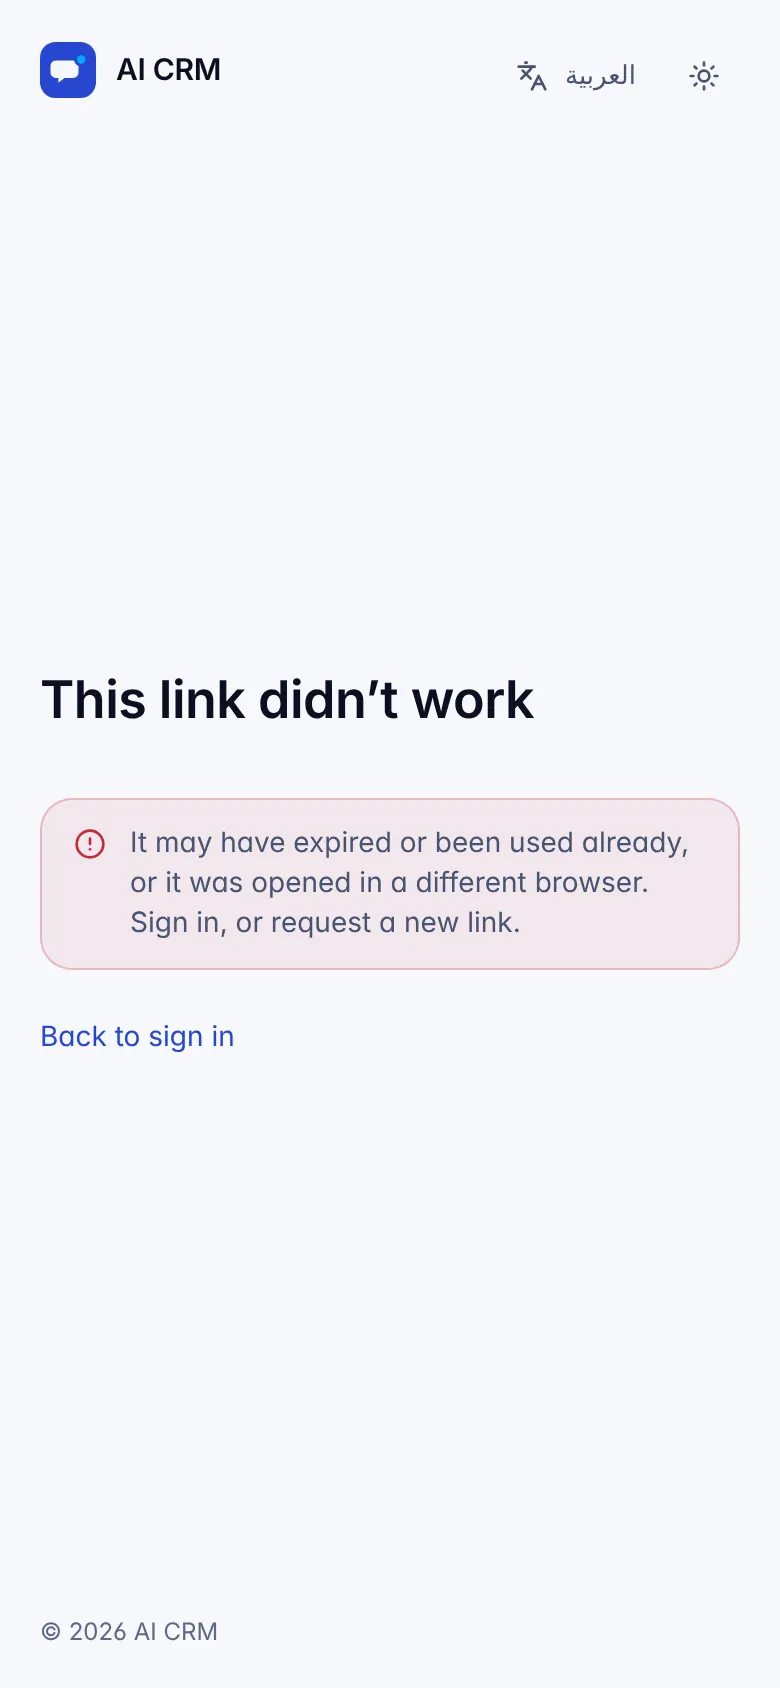 AI CRM
العربية
This link didn’t work
It may have expired or been used already,
or it was opened in a different browser.
Sign in, or request a new link.
Back to sign in
© 2026 AI CRM